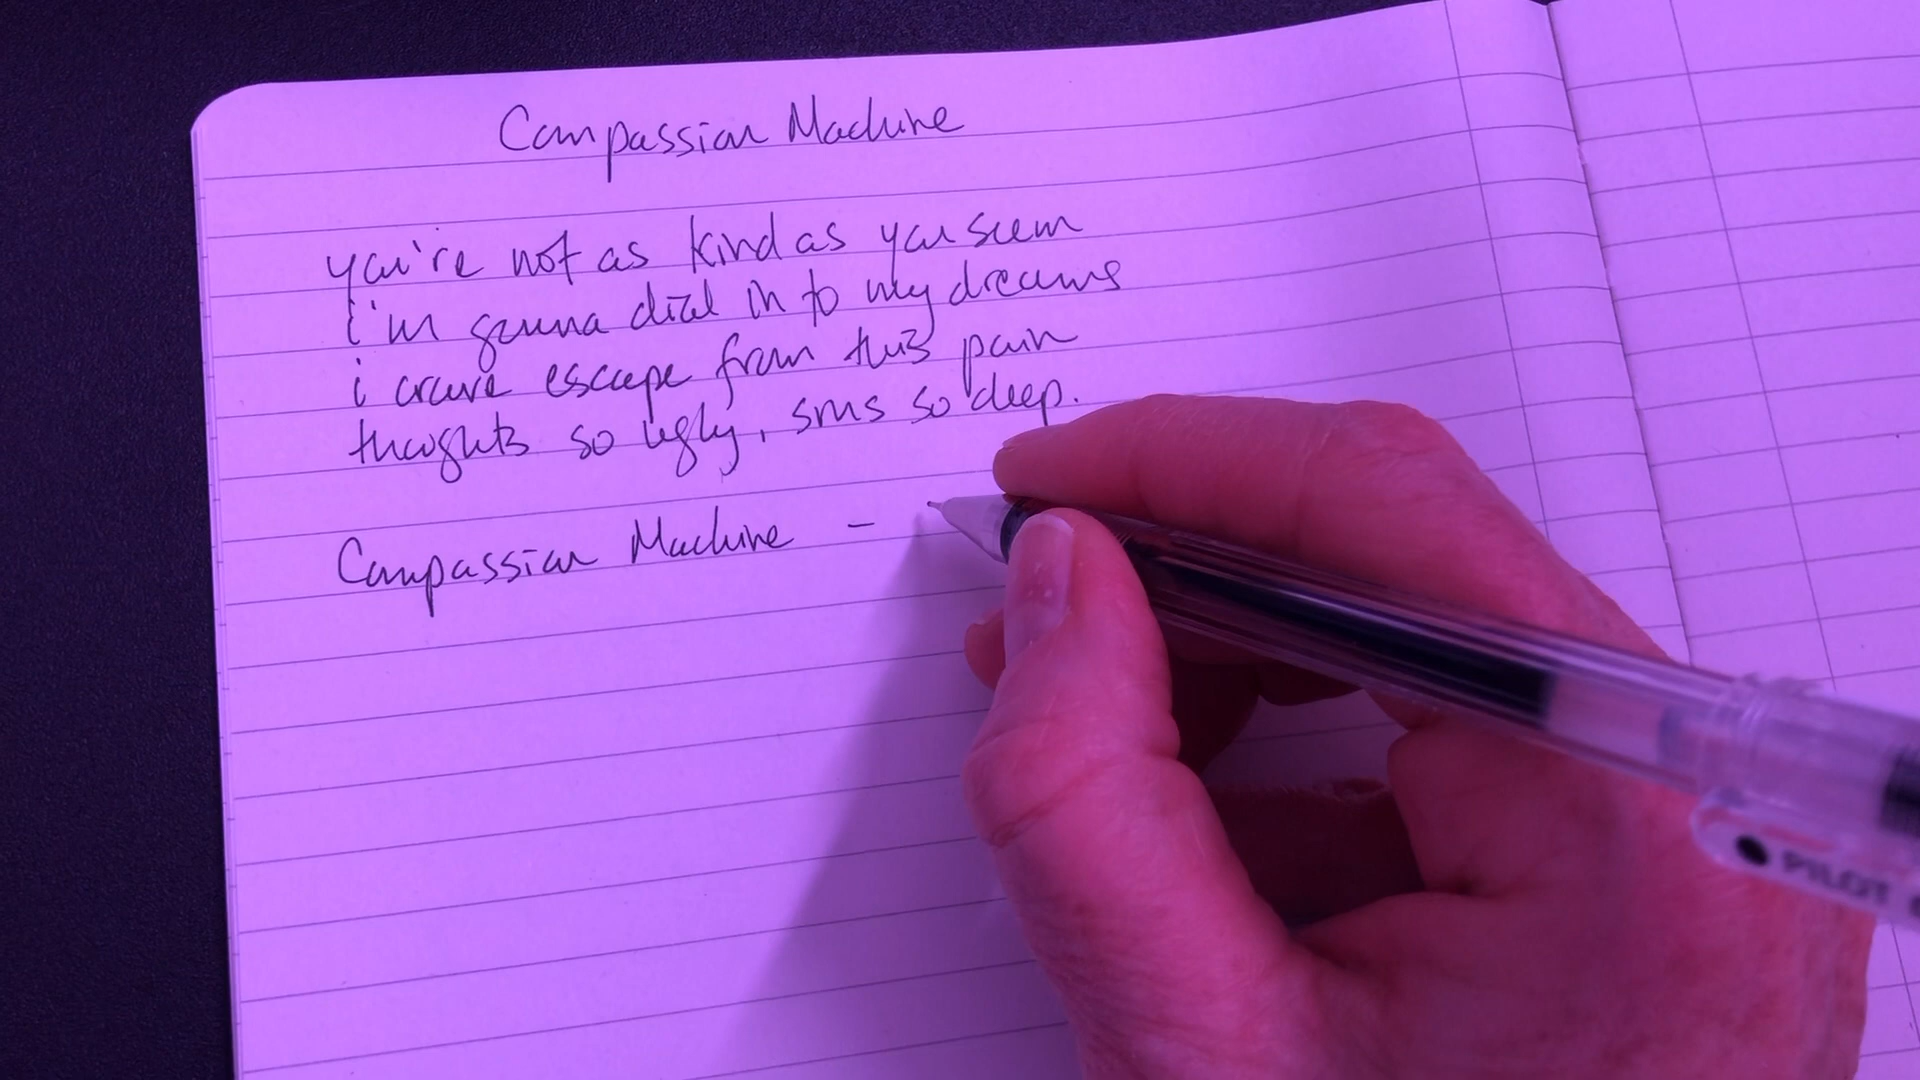 Compassion Machine
you're not as kind as you seem
i'm gonna dial in to my dreams
i crave escape from this pain
thoughts so ugly, sins so deep.
Compassion Machine -
PILOT